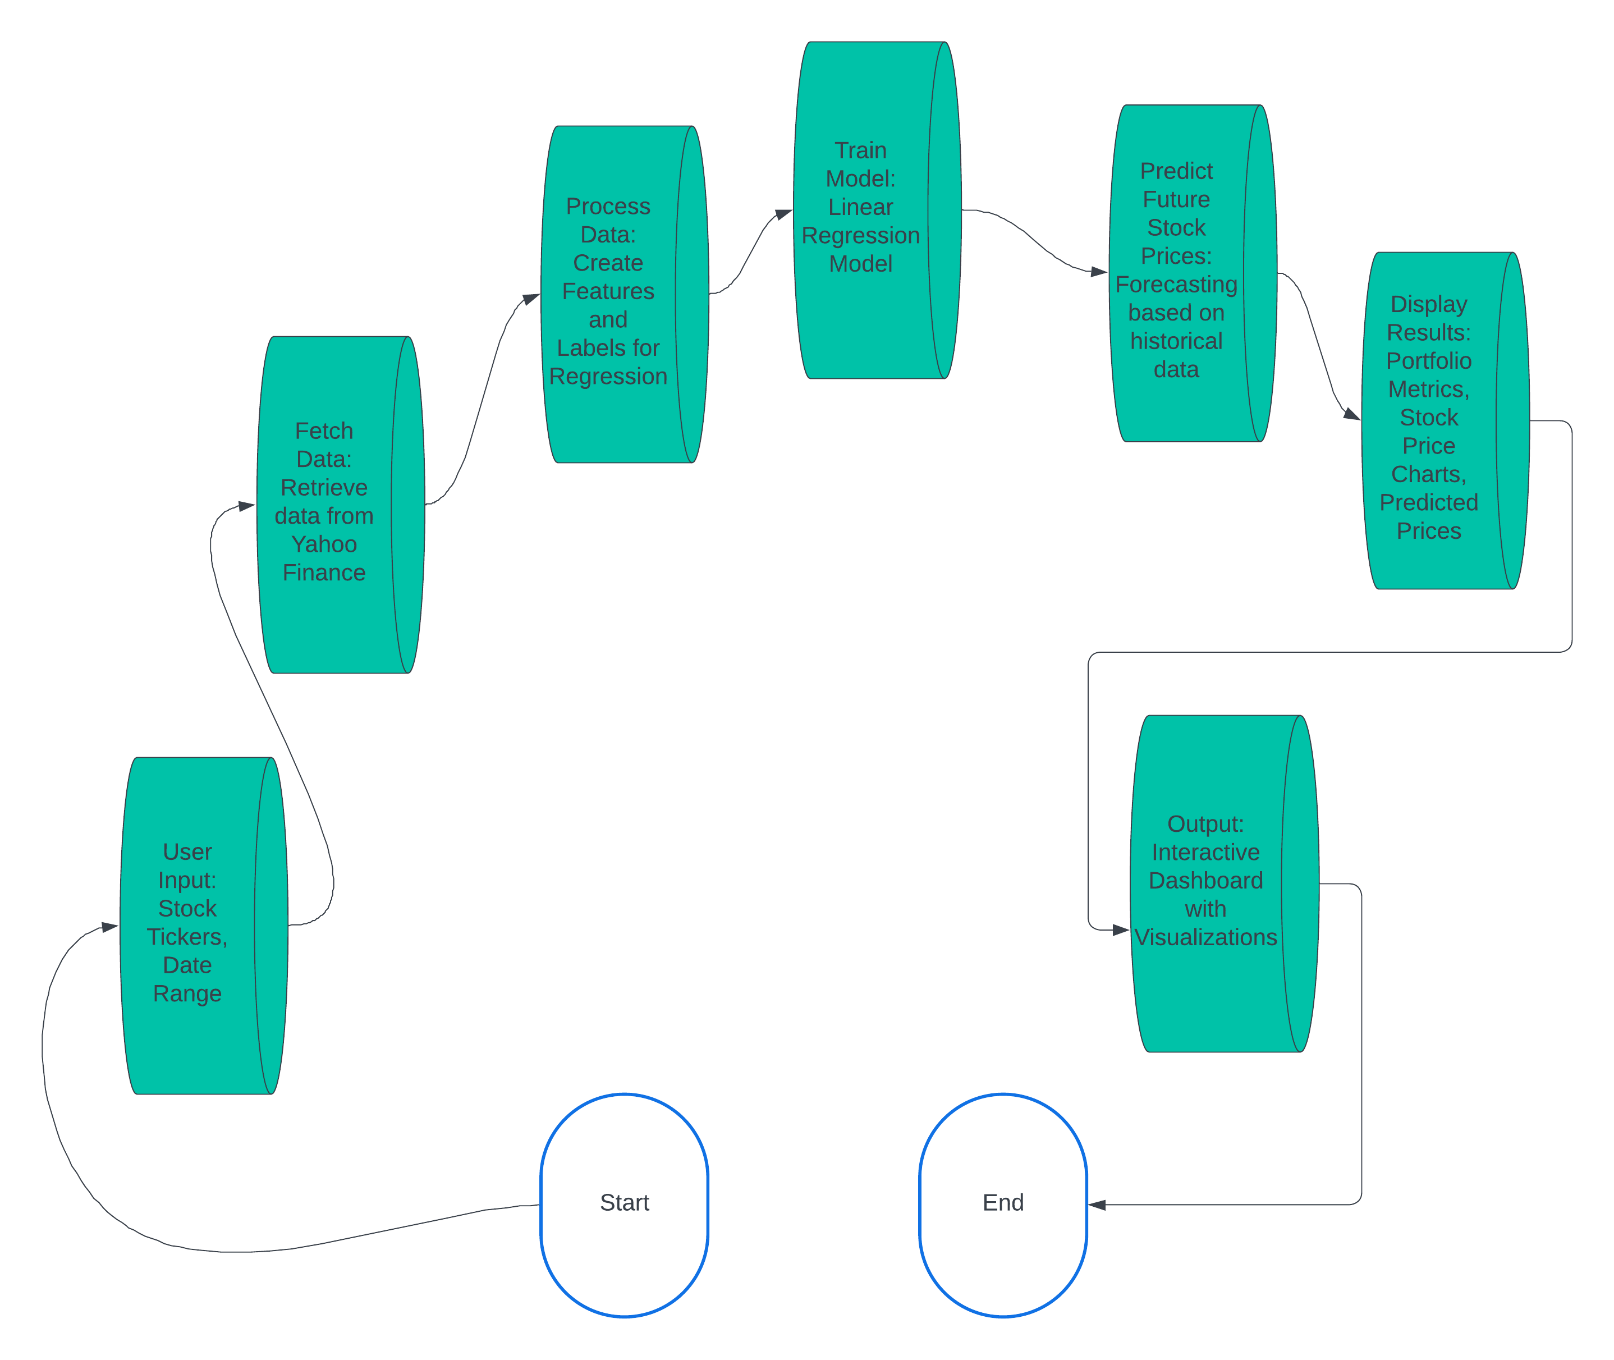 Start
User
Input:
Stock
Tickers,
Date
Range
Fetch
Data:
Retrieve
data from
Yahoo
Finance
Process
Data:
Create
Features
and
Labels for
Regression
Train
Model:
Linear
Regression
Model
Predict
Future
Stock
Prices:
Forecasting
based on
historical
data
Display
Results:
Portfolio
Metrics,
Stock
Price
Charts,
Predicted
Prices
Output:
Interactive
Dashboard
with
Visualizations
End